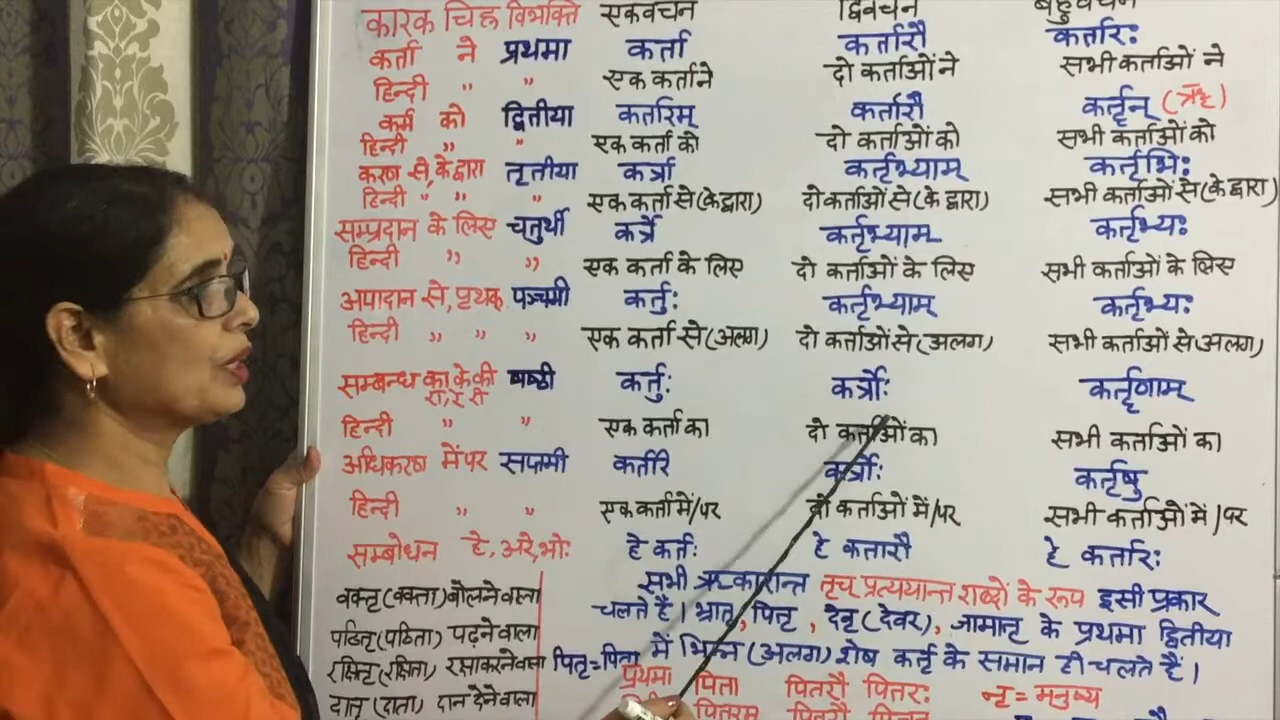 कारक चिह्न विभक्ति एकवचन द्विवचन बहुवचन
कर्ता ने प्रथमा कर्ता कर्तारौ कर्तारः
हिन्दी " " एक कर्ता ने दो कर्ताओं ने सभी कर्ताओं ने
कर्म को द्वितीया कर्तारम् कर्तारौ कर्तॄन् (ॠ)
हिन्दी " " एक कर्ता को दो कर्ताओं को सभी कर्ताओं को
करण से, के द्वारा तृतीया कर्त्रा कर्तृभ्याम् कर्तृभिः
हिन्दी " " " एक कर्ता से (के द्वारा) दो कर्ताओं से (के द्वारा) सभी कर्ताओं से (के द्वारा)
सम्प्रदान के लिए चतुर्थी कर्त्रे कर्तृभ्याम् कर्तृभ्यः
हिन्दी " " एक कर्ता के लिए दो कर्ताओं के लिए सभी कर्ताओं के लिए
अपादान से, पृथक् पञ्चमी कर्तुः कर्तृभ्याम् कर्तृभ्यः
हिन्दी " " " एक कर्ता से (अलग) दो कर्ताओं से (अलग) सभी कर्ताओं से (अलग)
सम्बन्ध का के की षष्ठी कर्तुः कर्त्रोः कर्तॄणाम्
रा, रे री
हिन्दी " " एक कर्ता का दो कर्ताओं का सभी कर्ताओं का
अधिकरण में पर सप्तमी कर्तरि कर्त्रोः कर्तृषु
हिन्दी " " एक कर्ता में/पर दो कर्ताओं में/पर सभी कर्ताओं में/पर
सम्बोधन हे, अरे, भोः हे कर्तः हे कर्तारौ हे कर्तारः
वक्तृ (वक्ता) बोलने वाला
पठितृ (पठिता) पढ़ने वाला
रक्षितृ (रक्षिता) रक्षा करने वाला
दातृ (दाता) दान देने वाला
सभी ऋकारान्त तृच् प्रत्ययान्त शब्दों के रूप इसी प्रकार
चलते हैं। भ्रातृ, पितृ, देवृ (देवर), जामातृ के प्रथमा द्वितीया
पितृ = पिता में भिन्न (अलग) शेष कर्तृ के समान ही चलते हैं।
प्रथमा पिता पितरौ पितरः नृ = मनुष्य
पितरम् पितरौ